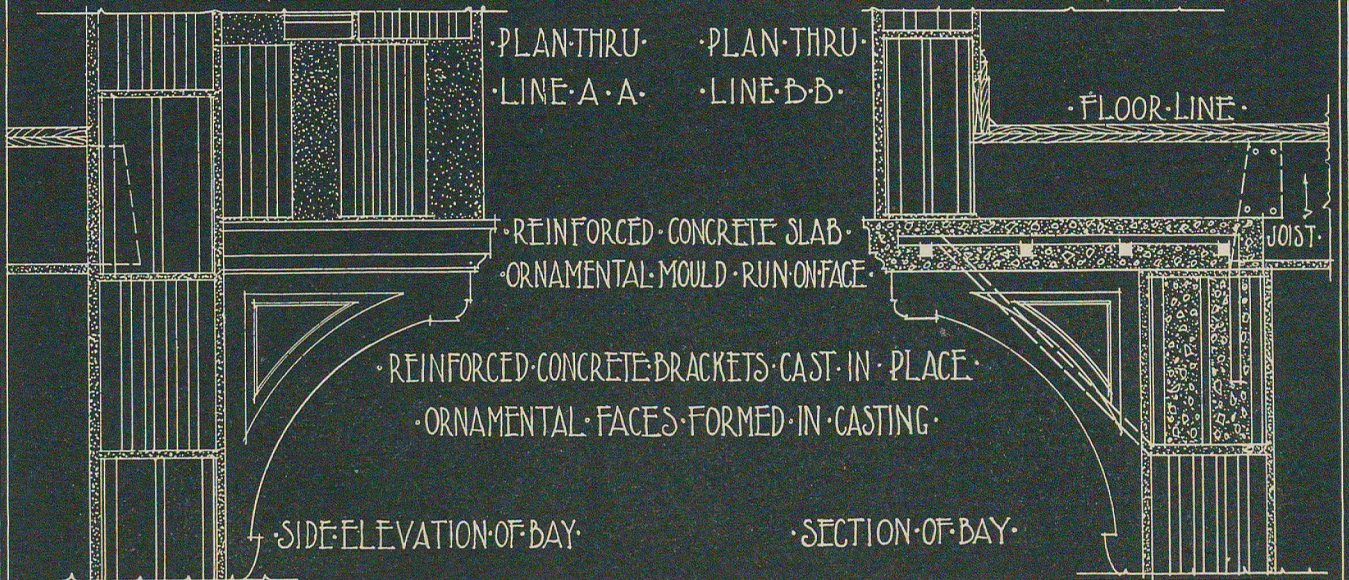 ·PLAN·THRU·
·LINE·A·A·
·PLAN·THRU·
·LINE·B·B·
·FLOOR·LINE·
·REINFORCED·CONCRETE SLAB·
JOIST·
·ORNAMENTAL·MOULD·RUN·ON·FACE·
·REINFORCED·CONCRETE·BRACKETS·CAST·IN·PLACE·
·ORNAMENTAL·FACES·FORMED·IN·CASTING·
·SIDE·ELEVATION·OF·BAY·
·SECTION·OF·BAY·